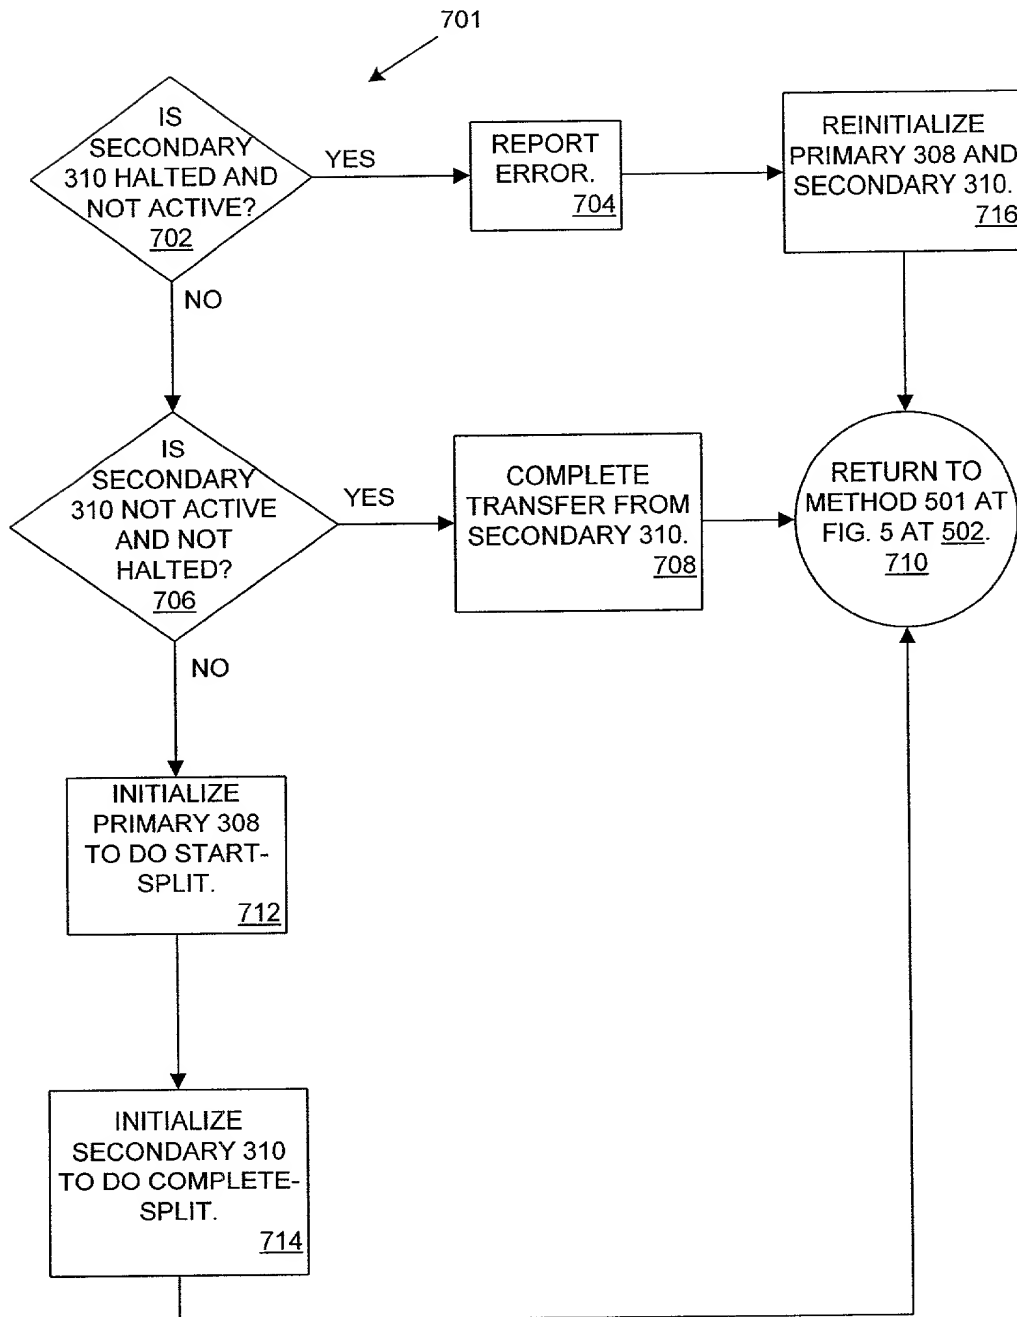 701
IS
SECONDARY
310 HALTED AND
NOT ACTIVE?
702
YES
REPORT
ERROR.
704
REINITIALIZE
PRIMARY 308 AND
SECONDARY 310.
716
NO
IS
SECONDARY
310 NOT ACTIVE
AND NOT
HALTED?
706
YES
COMPLETE
TRANSFER FROM
SECONDARY 310.
708
RETURN TO
METHOD 501 AT
FIG. 5 AT 502.
710
NO
INITIALIZE
PRIMARY 308
TO DO START-
SPLIT.
712
INITIALIZE
SECONDARY 310
TO DO COMPLETE-
SPLIT.
714